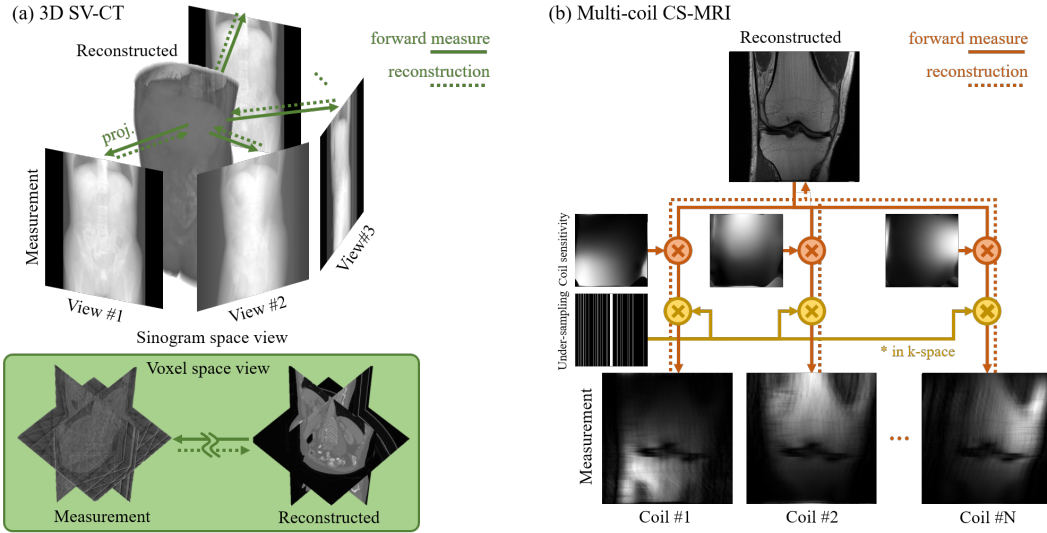 (a) 3D SV-CT
Reconstructed
forward measure
reconstruction
proj.
Measurement
View #1
View #2
View#3
Sinogram space view
Voxel space view
Measurement
Reconstructed
(b) Multi-coil CS-MRI
Reconstructed
forward measure
reconstruction
Coil sensitivity
Under-sampling
* in k-space
Measurement
Coil #1
Coil #2
Coil #N